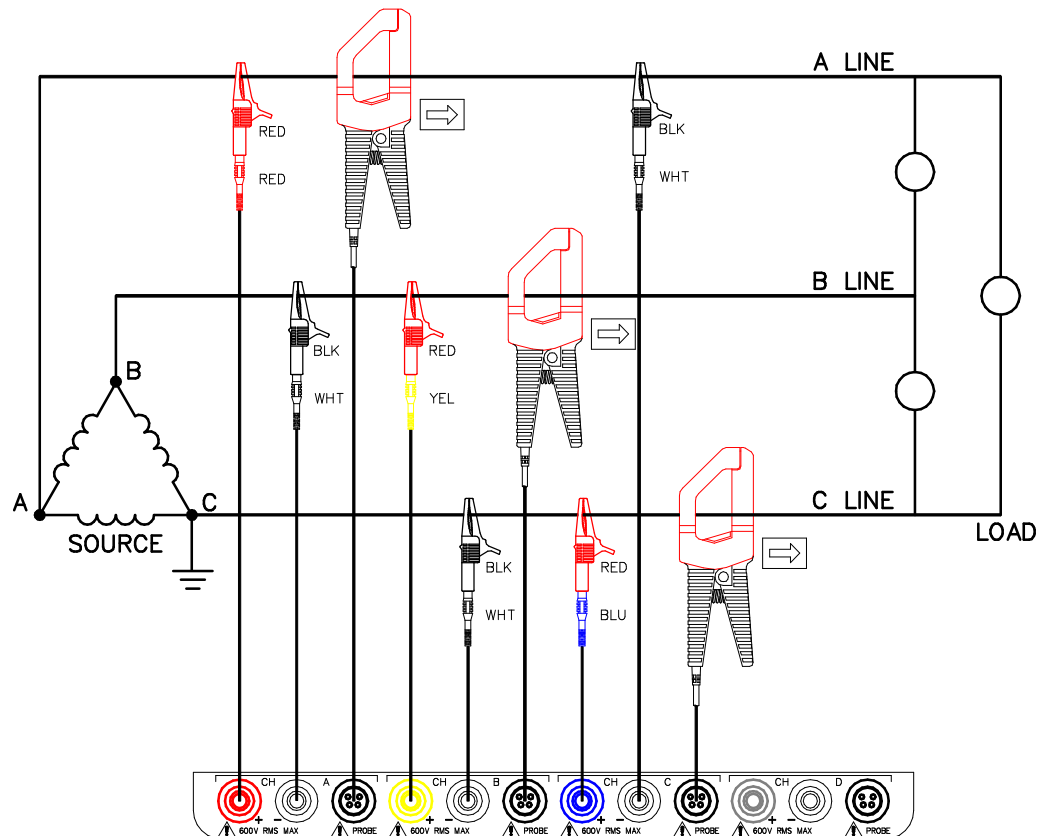 A LINE
RED
BLK
RED
WHT
B LINE
BLK
RED
B
WHT
YEL
A
C
C LINE
SOURCE
LOAD
BLK
RED
WHT
BLU
CH A CH B CH C CH D
+ - + - + - + -
600V RMS MAX PROBE 600V RMS MAX PROBE 600V RMS MAX PROBE 600V RMS MAX PROBE